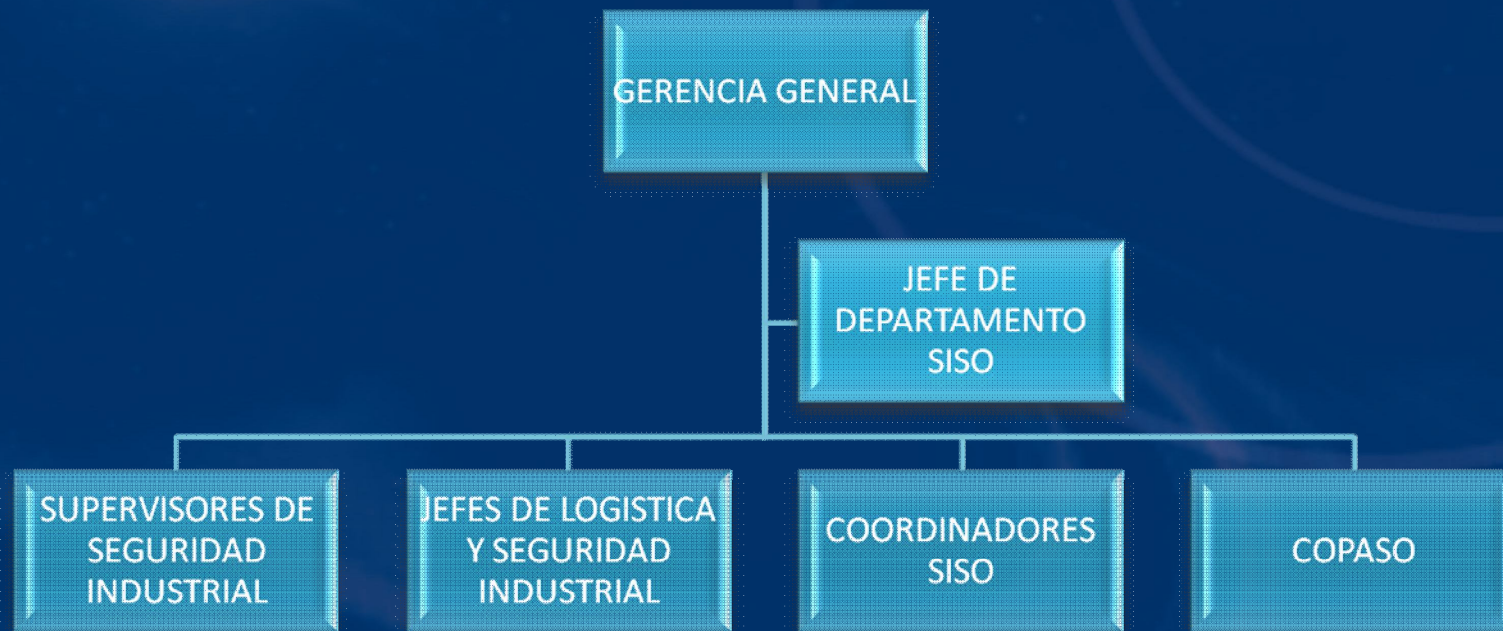 GERENCIA GENERAL
JEFE DE
DEPARTAMENTO
SISO
SUPERVISORES DE
SEGURIDAD
INDUSTRIAL
JEFES DE LOGISTICA
Y SEGURIDAD
INDUSTRIAL
COORDINADORES
SISO
COPASO